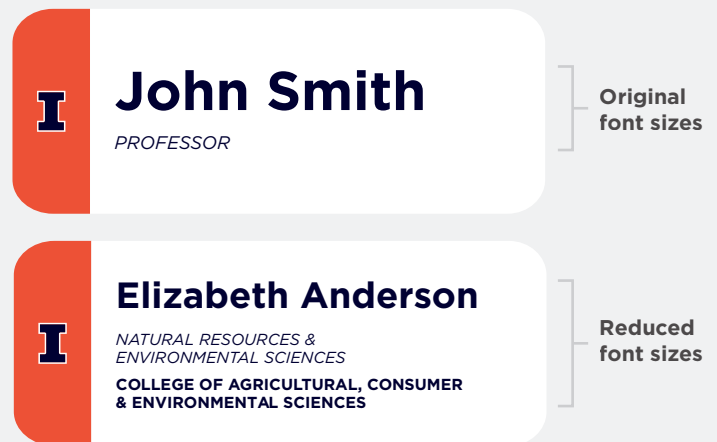 I
John Smith
PROFESSOR
Original
font sizes
I
Elizabeth Anderson
NATURAL RESOURCES &
ENVIRONMENTAL SCIENCES
COLLEGE OF AGRICULTURAL, CONSUMER
& ENVIRONMENTAL SCIENCES
Reduced
font sizes